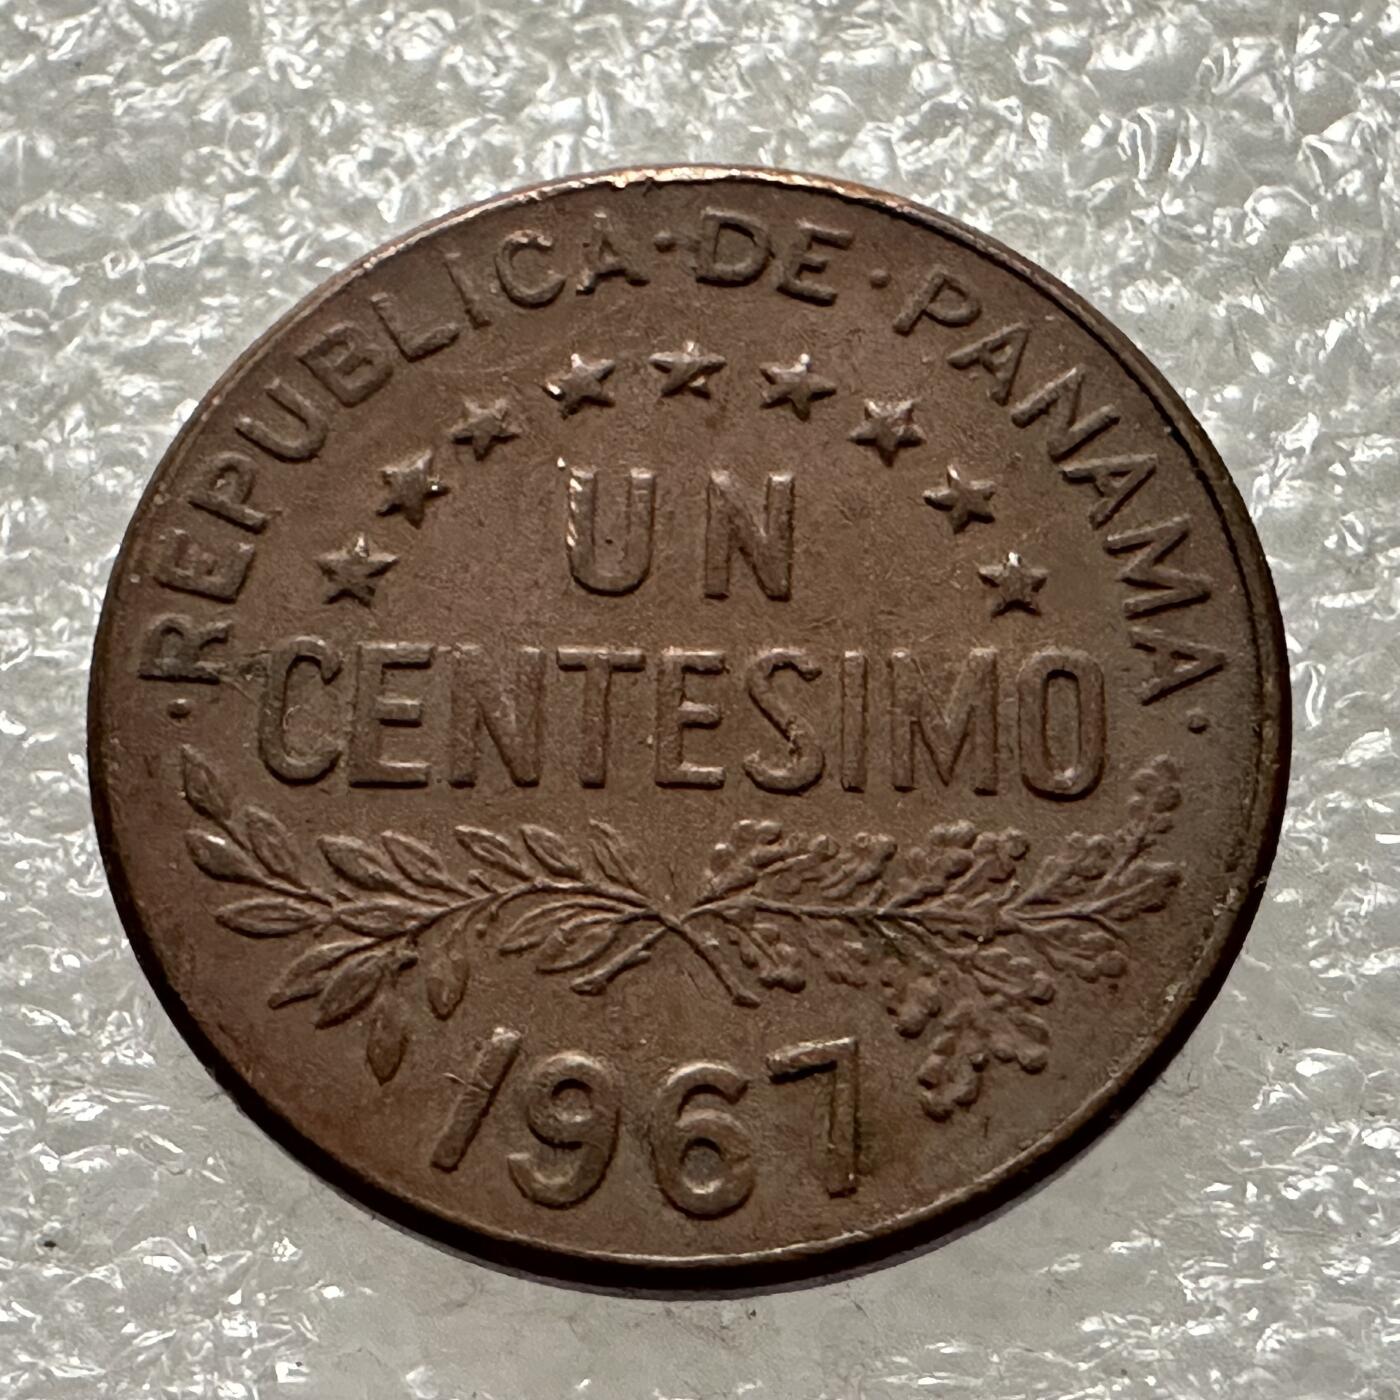 ·REPUBLICA·DE·PANAMA·
UN
CENTESIMO
1967